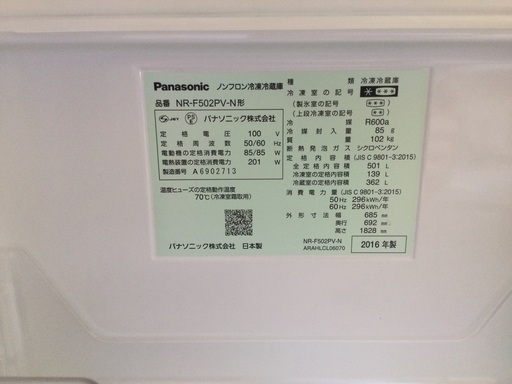 Panasonic ノンフロン冷凍冷蔵庫
品番 NR-F502PV-N形
JET PSE パナソニック株式会社
定格電圧 100 V
定格周波数 50/60 Hz
電動機の定格消費電力 85/85 W
電熱装置の定格消費電力 201 W
製造番号 A6902713
温度ヒューズの定格動作温度
70℃(冷凍室霜取用)
パナソニック株式会社 日本製
種類 冷凍冷蔵庫
冷凍室の記号
(製氷室の記号)
(上段冷凍室の記号)
冷媒 R600a
冷媒封入量 85 g
質量 102 kg
断熱発泡ガス シクロペンタン
定格内容積 (JIS C 9801-3:2015)
501 L
冷凍室の定格内容積 139 L
冷蔵室の定格内容積 362 L
消費電力量 (JIS C 9801-3:2015)
50 Hz 296 kWh/年
60 Hz 296 kWh/年
外形寸法 幅 685 mm
奥行 692 mm
高さ 1828 mm
NR-F502PV-N
ARAHLCL06070
2016 年製